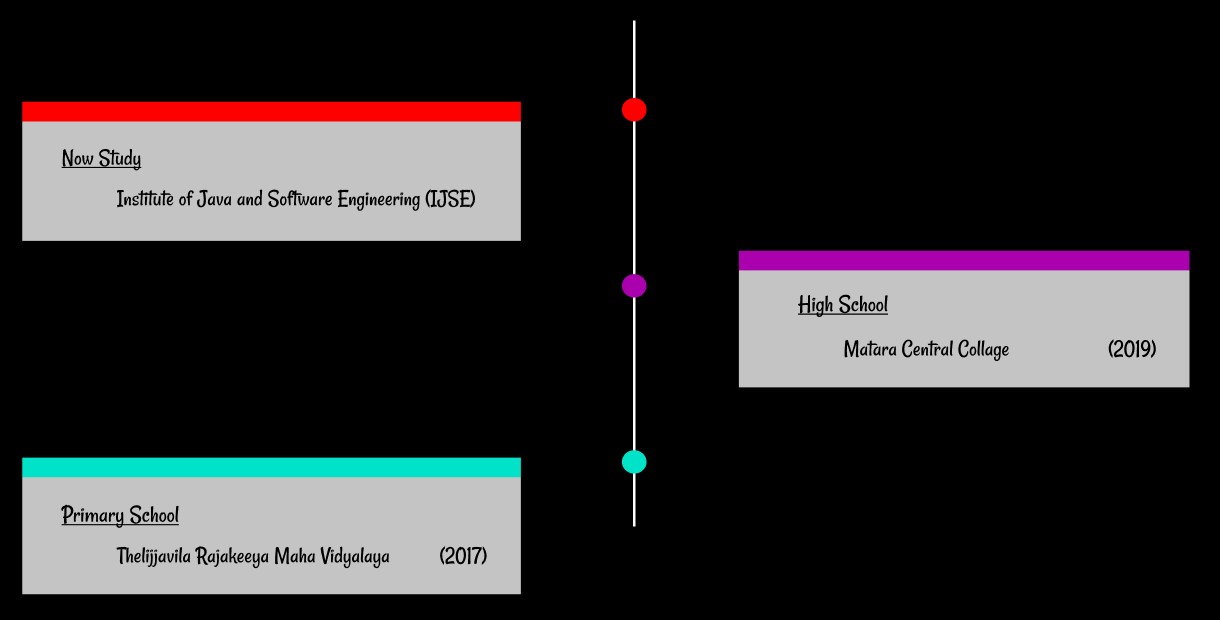 Now Study
Institute of Java and Software Engineering (IJSE)
High School
Matara Central Collage (2019)
Primary School
Thelijjavila Rajakeeya Maha Vidyalaya (2017)